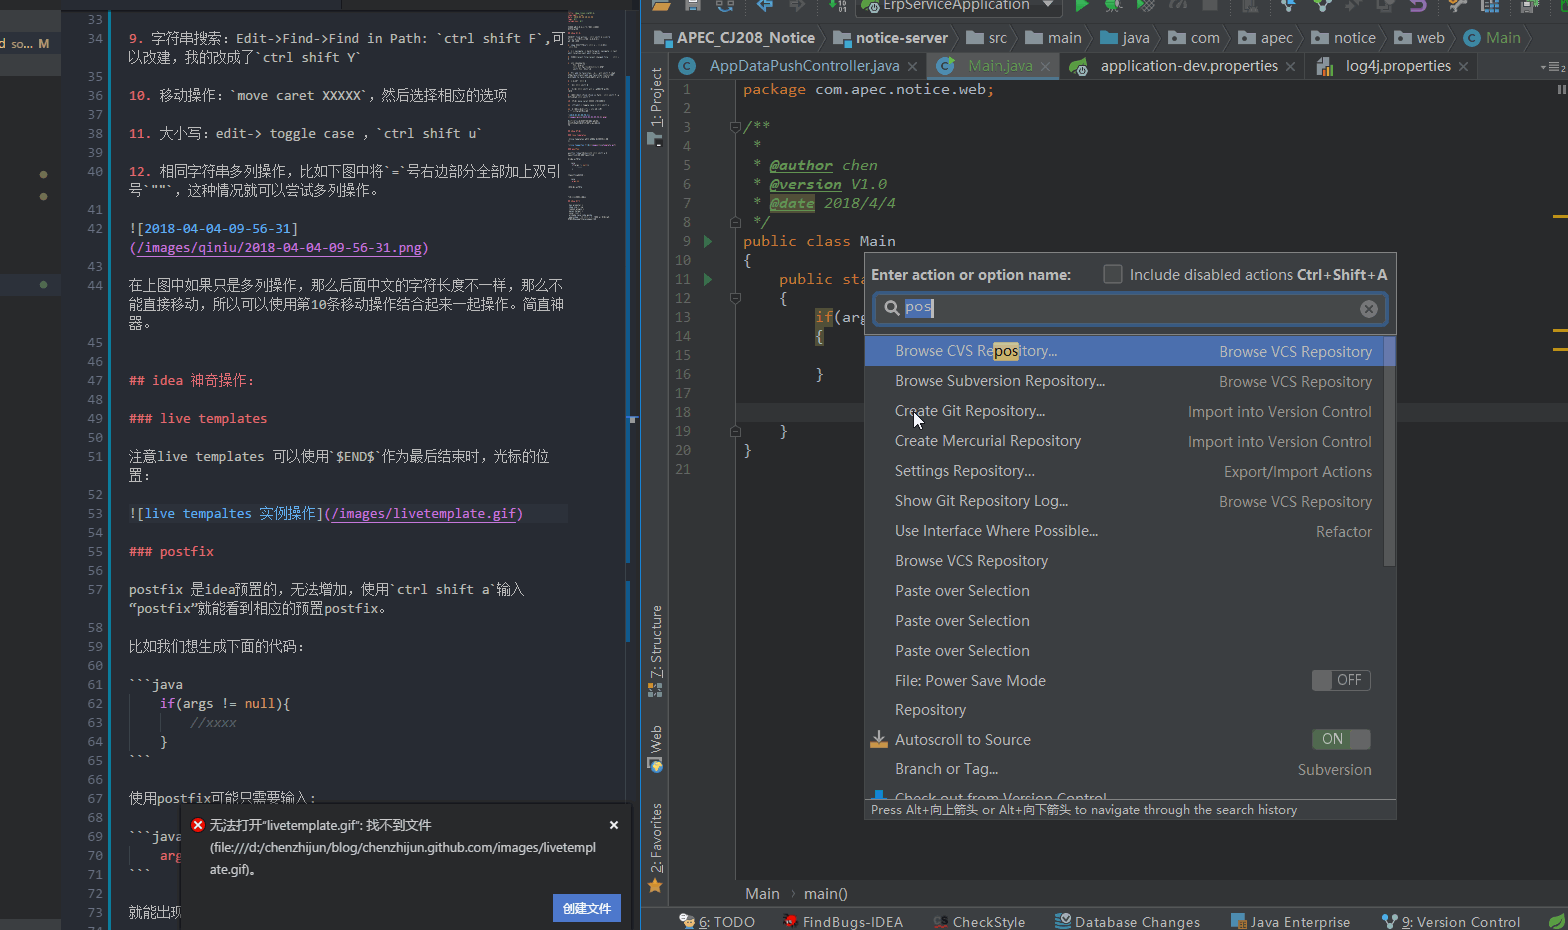 d so... M
33
34 9. 字符串搜索：Edit->Find->Find in Path: `ctrl shift F`,可
以改建，我的改成了`ctrl shift Y`
35
36 10. 移动操作：`move caret XXXXX`，然后选择相应的选项
37
38 11. 大小写：edit-> toggle case ，`ctrl shift u`
39
40 12. 相同字符串多列操作，比如下图中将`=`号右边部分全部加上双引
号`""`，这种情况就可以尝试多列操作。
41
42 ![2018-04-04-09-56-31]
(/images/qiniu/2018-04-04-09-56-31.png)
43
44 在上图中如果只是多列操作，那么后面中文的字符长度不一样，那么不
能直接移动，所以可以使用第10条移动操作结合起来一起操作。简直神
器。
45
46
47 ## idea 神奇操作：
48
49 ### live templates
50
51 注意live templates 可以使用`$END$`作为最后结束时，光标的位
置：
52
53 ![live tempaltes 实例操作](/images/livetemplate.gif)
54
55 ### postfix
56
57 postfix 是idea预置的，无法增加，使用`ctrl shift a`输入
“postfix”就能看到相应的预置postfix。
58
59 比如我们想生成下面的代码：
60
61 ```java
62 if(args != null){
63 //xxxx
64 }
65 ```
66
67 使用postfix可能只需要输入：
68
69 ```java
70 arg
71 ```
72
73 就能出现
无法打开“livetemplate.gif”: 找不到文件
(file:///d:/chenzhijun/blog/chenzhijun.github.com/images/livetempl
ate.gif)。
创建文件
ErpServiceApplication
APEC_CJ208_Notice notice-server src main java com apec notice web Main
AppDataPushController.java Main.java application-dev.properties log4j.properties
1: Project
7: Structure
Web
2: Favorites
1 package com.apec.notice.web;
2
3 /**
4 *
5 * @author chen
6 * @version V1.0
7 * @date 2018/4/4
8 */
9 public class Main
10 {
11 public sta
12 {
13 if(arg
14 {
15
16 }
17
18
19 }
20 }
21
Enter action or option name: Include disabled actions Ctrl+Shift+A
pos
Browse CVS Repository... Browse VCS Repository
Browse Subversion Repository... Browse VCS Repository
Create Git Repository... Import into Version Control
Create Mercurial Repository Import into Version Control
Settings Repository... Export/Import Actions
Show Git Repository Log... Browse VCS Repository
Use Interface Where Possible... Refactor
Browse VCS Repository
Paste over Selection
Paste over Selection
Paste over Selection
File: Power Save Mode OFF
Repository
Autoscroll to Source ON
Branch or Tag... Subversion
Check out from Version Control
Press Alt+向上箭头 or Alt+向下箭头 to navigate through the search history
Main main()
6: TODO FindBugs-IDEA CheckStyle Database Changes Java Enterprise 9: Version Control